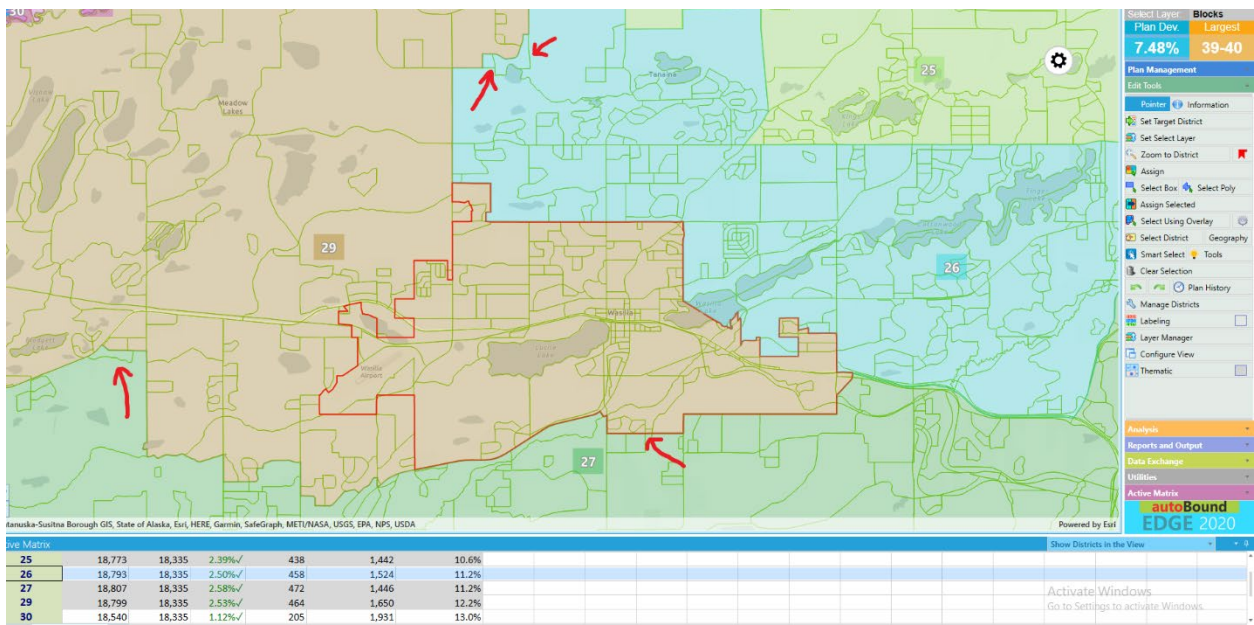 30
Meadow
Lakes
Tanaina
25
29
26
Wasilla
Wasilla
Airport
27
Matanuska-Susitna Borough GIS, State of Alaska, Esri, HERE, Garmin, SafeGraph, METI/NASA, USGS, EPA, NPS, USDA
Powered by Esri
Select Layer Blocks
Plan Dev. Largest
7.48% 39-40
Plan Management
Edit Tools
Pointer Information
Set Target District
Set Select Layer
Zoom to District
Assign
Select Box Select Poly
Assign Selected
Select Using Overlay
Select District Geography
Smart Select Tools
Clear Selection
Plan History
Manage Districts
Labeling
Layer Manager
Configure View
Thematic
Analysis
Reports and Output
Data Exchange
Utilities
Active Matrix
autoBound
EDGE 2020
tive Matrix
Show Districts in the View
25 18,773 18,335 2.39%✓ 438 1,442 10.6%
26 18,793 18,335 2.50%✓ 458 1,524 11.2%
27 18,807 18,335 2.58%✓ 472 1,446 11.2%
29 18,799 18,335 2.53%✓ 464 1,650 12.2%
30 18,540 18,335 1.12%✓ 205 1,931 13.0%
Activate Windows
Go to Settings to activate Windows.